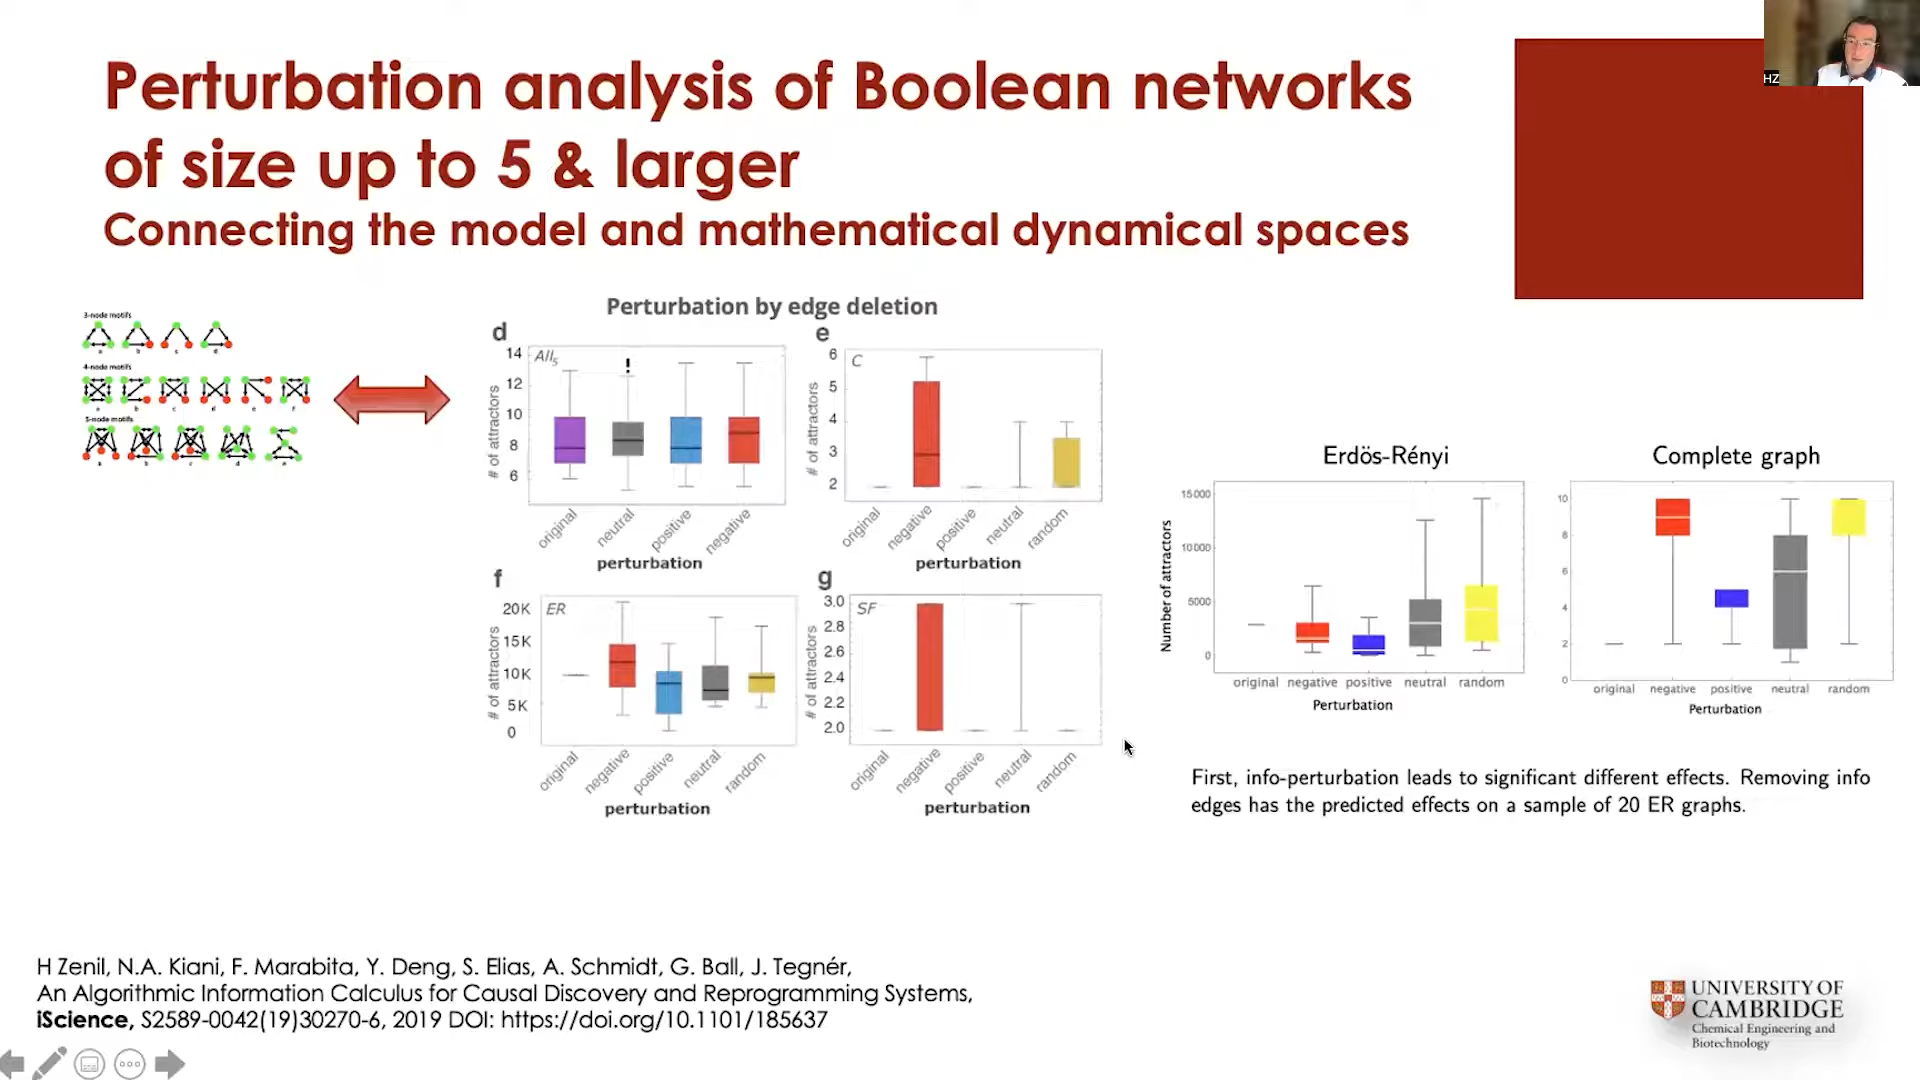 HZ
Perturbation analysis of Boolean networks
of size up to 5 & larger
Connecting the model and mathematical dynamical spaces
3-node motifs
a b c d
4-node motifs
a b c d e f
5-node motifs
a b c d e
Perturbation by edge deletion
d
All5
!
# of attractors
14
12
10
8
6
original neutral positive negative
perturbation
e
C
# of attractors
6
5
4
3
2
original negative positive neutral random
perturbation
f
ER
# of attractors
20K
15K
10K
5K
0
original negative positive neutral random
perturbation
g
SF
# of attractors
3.0
2.8
2.6
2.4
2.2
2.0
original negative positive neutral random
perturbation
Erdös-Rényi
Number of attractors
15000
10000
5000
0
original negative positive neutral random
Perturbation
Complete graph
10
8
6
4
2
0
original negative positive neutral random
Perturbation
First, info-perturbation leads to significant different effects. Removing info
edges has the predicted effects on a sample of 20 ER graphs.
H Zenil, N.A. Kiani, F. Marabita, Y. Deng, S. Elias, A. Schmidt, G. Ball, J. Tegnér,
An Algorithmic Information Calculus for Causal Discovery and Reprogramming Systems,
iScience, S2589-0042(19)30270-6, 2019 DOI: https://doi.org/10.1101/185637
UNIVERSITY OF
CAMBRIDGE
Chemical Engineering and
Biotechnology